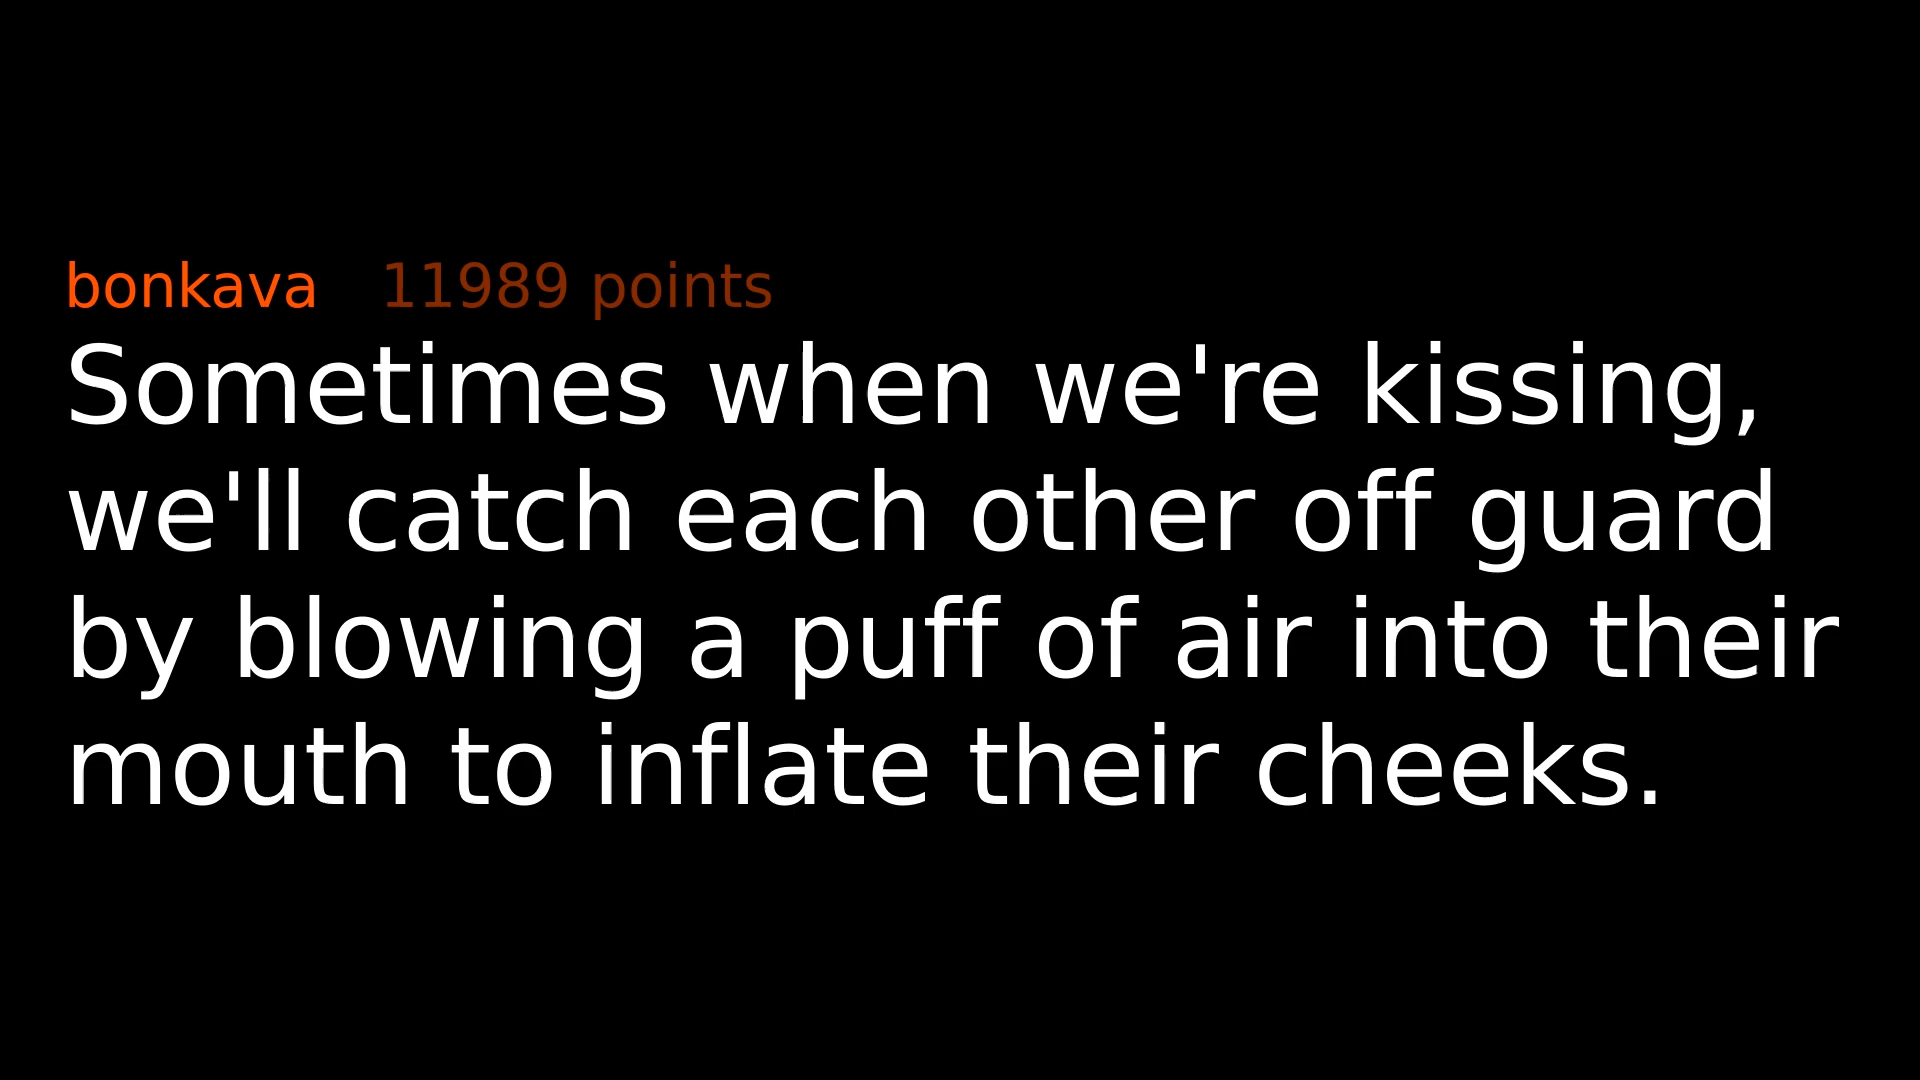 bonkava 11989 points
Sometimes when we're kissing,
we'll catch each other off guard
by blowing a puff of air into their
mouth to inflate their cheeks.